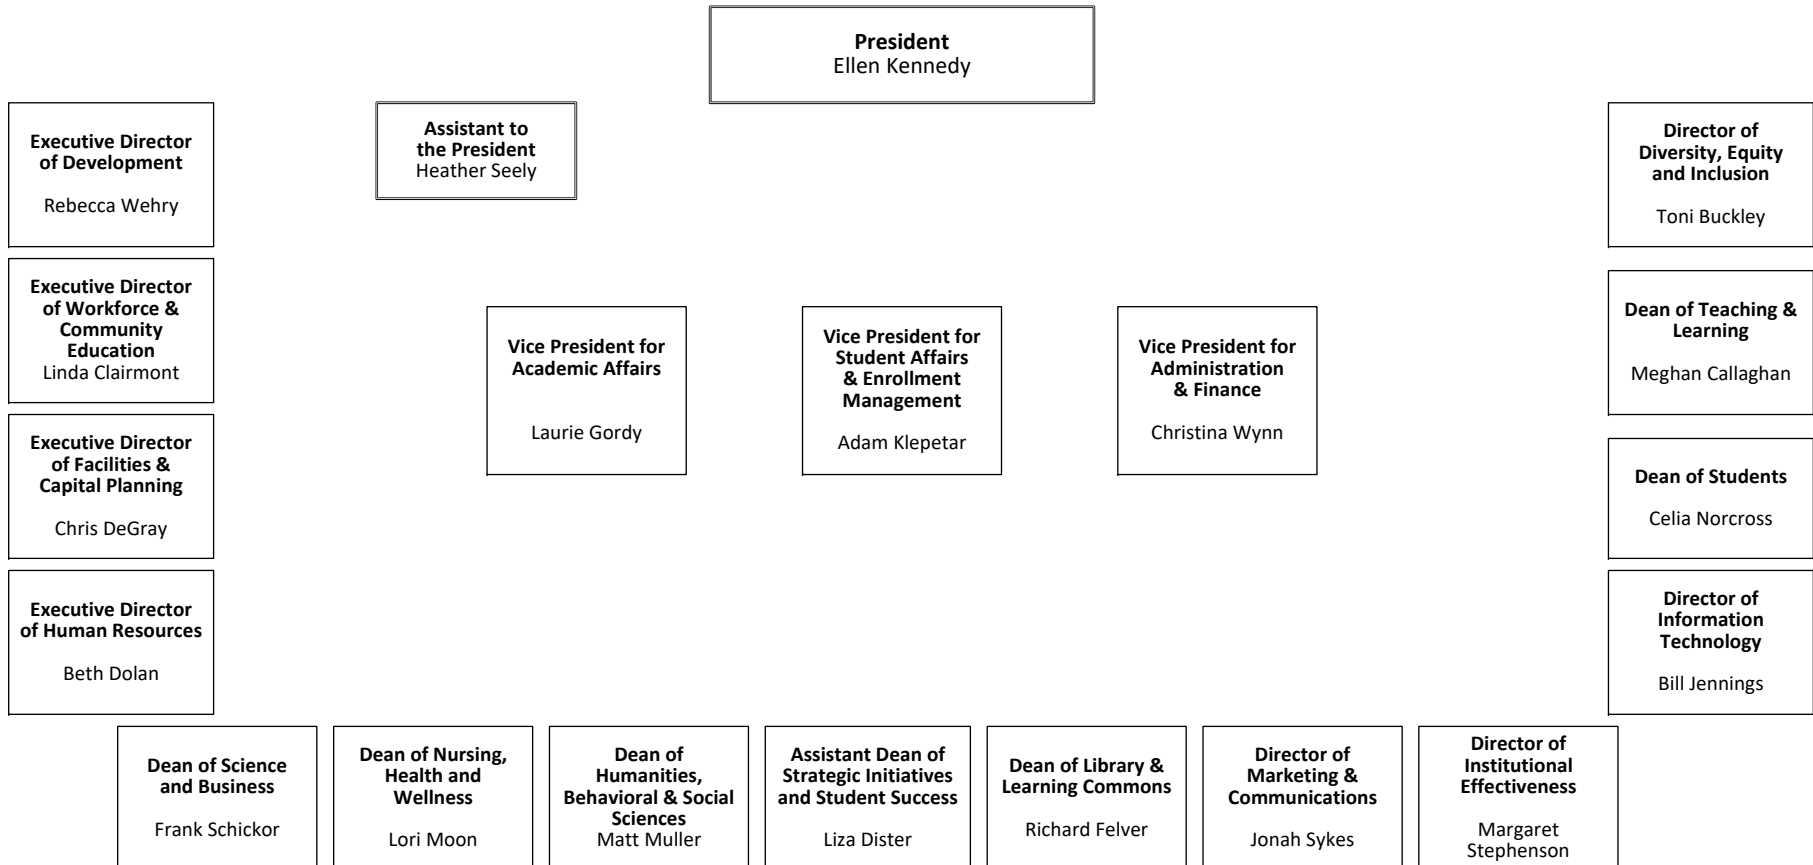 President
Ellen Kennedy
Executive Director
of Development
Rebecca Wehry
Assistant to
the President
Heather Seely
Director of
Diversity, Equity
and Inclusion
Toni Buckley
Executive Director
of Workforce &
Community
Education
Linda Clairmont
Vice President for
Academic Affairs
Laurie Gordy
Vice President for
Student Affairs
& Enrollment
Management
Adam Klepetar
Vice President for
Administration
& Finance
Christina Wynn
Dean of Teaching &
Learning
Meghan Callaghan
Executive Director
of Facilities &
Capital Planning
Chris DeGray
Dean of Students
Celia Norcross
Executive Director
of Human Resources
Beth Dolan
Director of
Information
Technology
Bill Jennings
Dean of Science
and Business
Frank Schickor
Dean of Nursing,
Health and
Wellness
Lori Moon
Dean of
Humanities,
Behavioral & Social
Sciences
Matt Muller
Assistant Dean of
Strategic Initiatives
and Student Success
Liza Dister
Dean of Library &
Learning Commons
Richard Felver
Director of
Marketing &
Communications
Jonah Sykes
Director of
Institutional
Effectiveness
Margaret
Stephenson